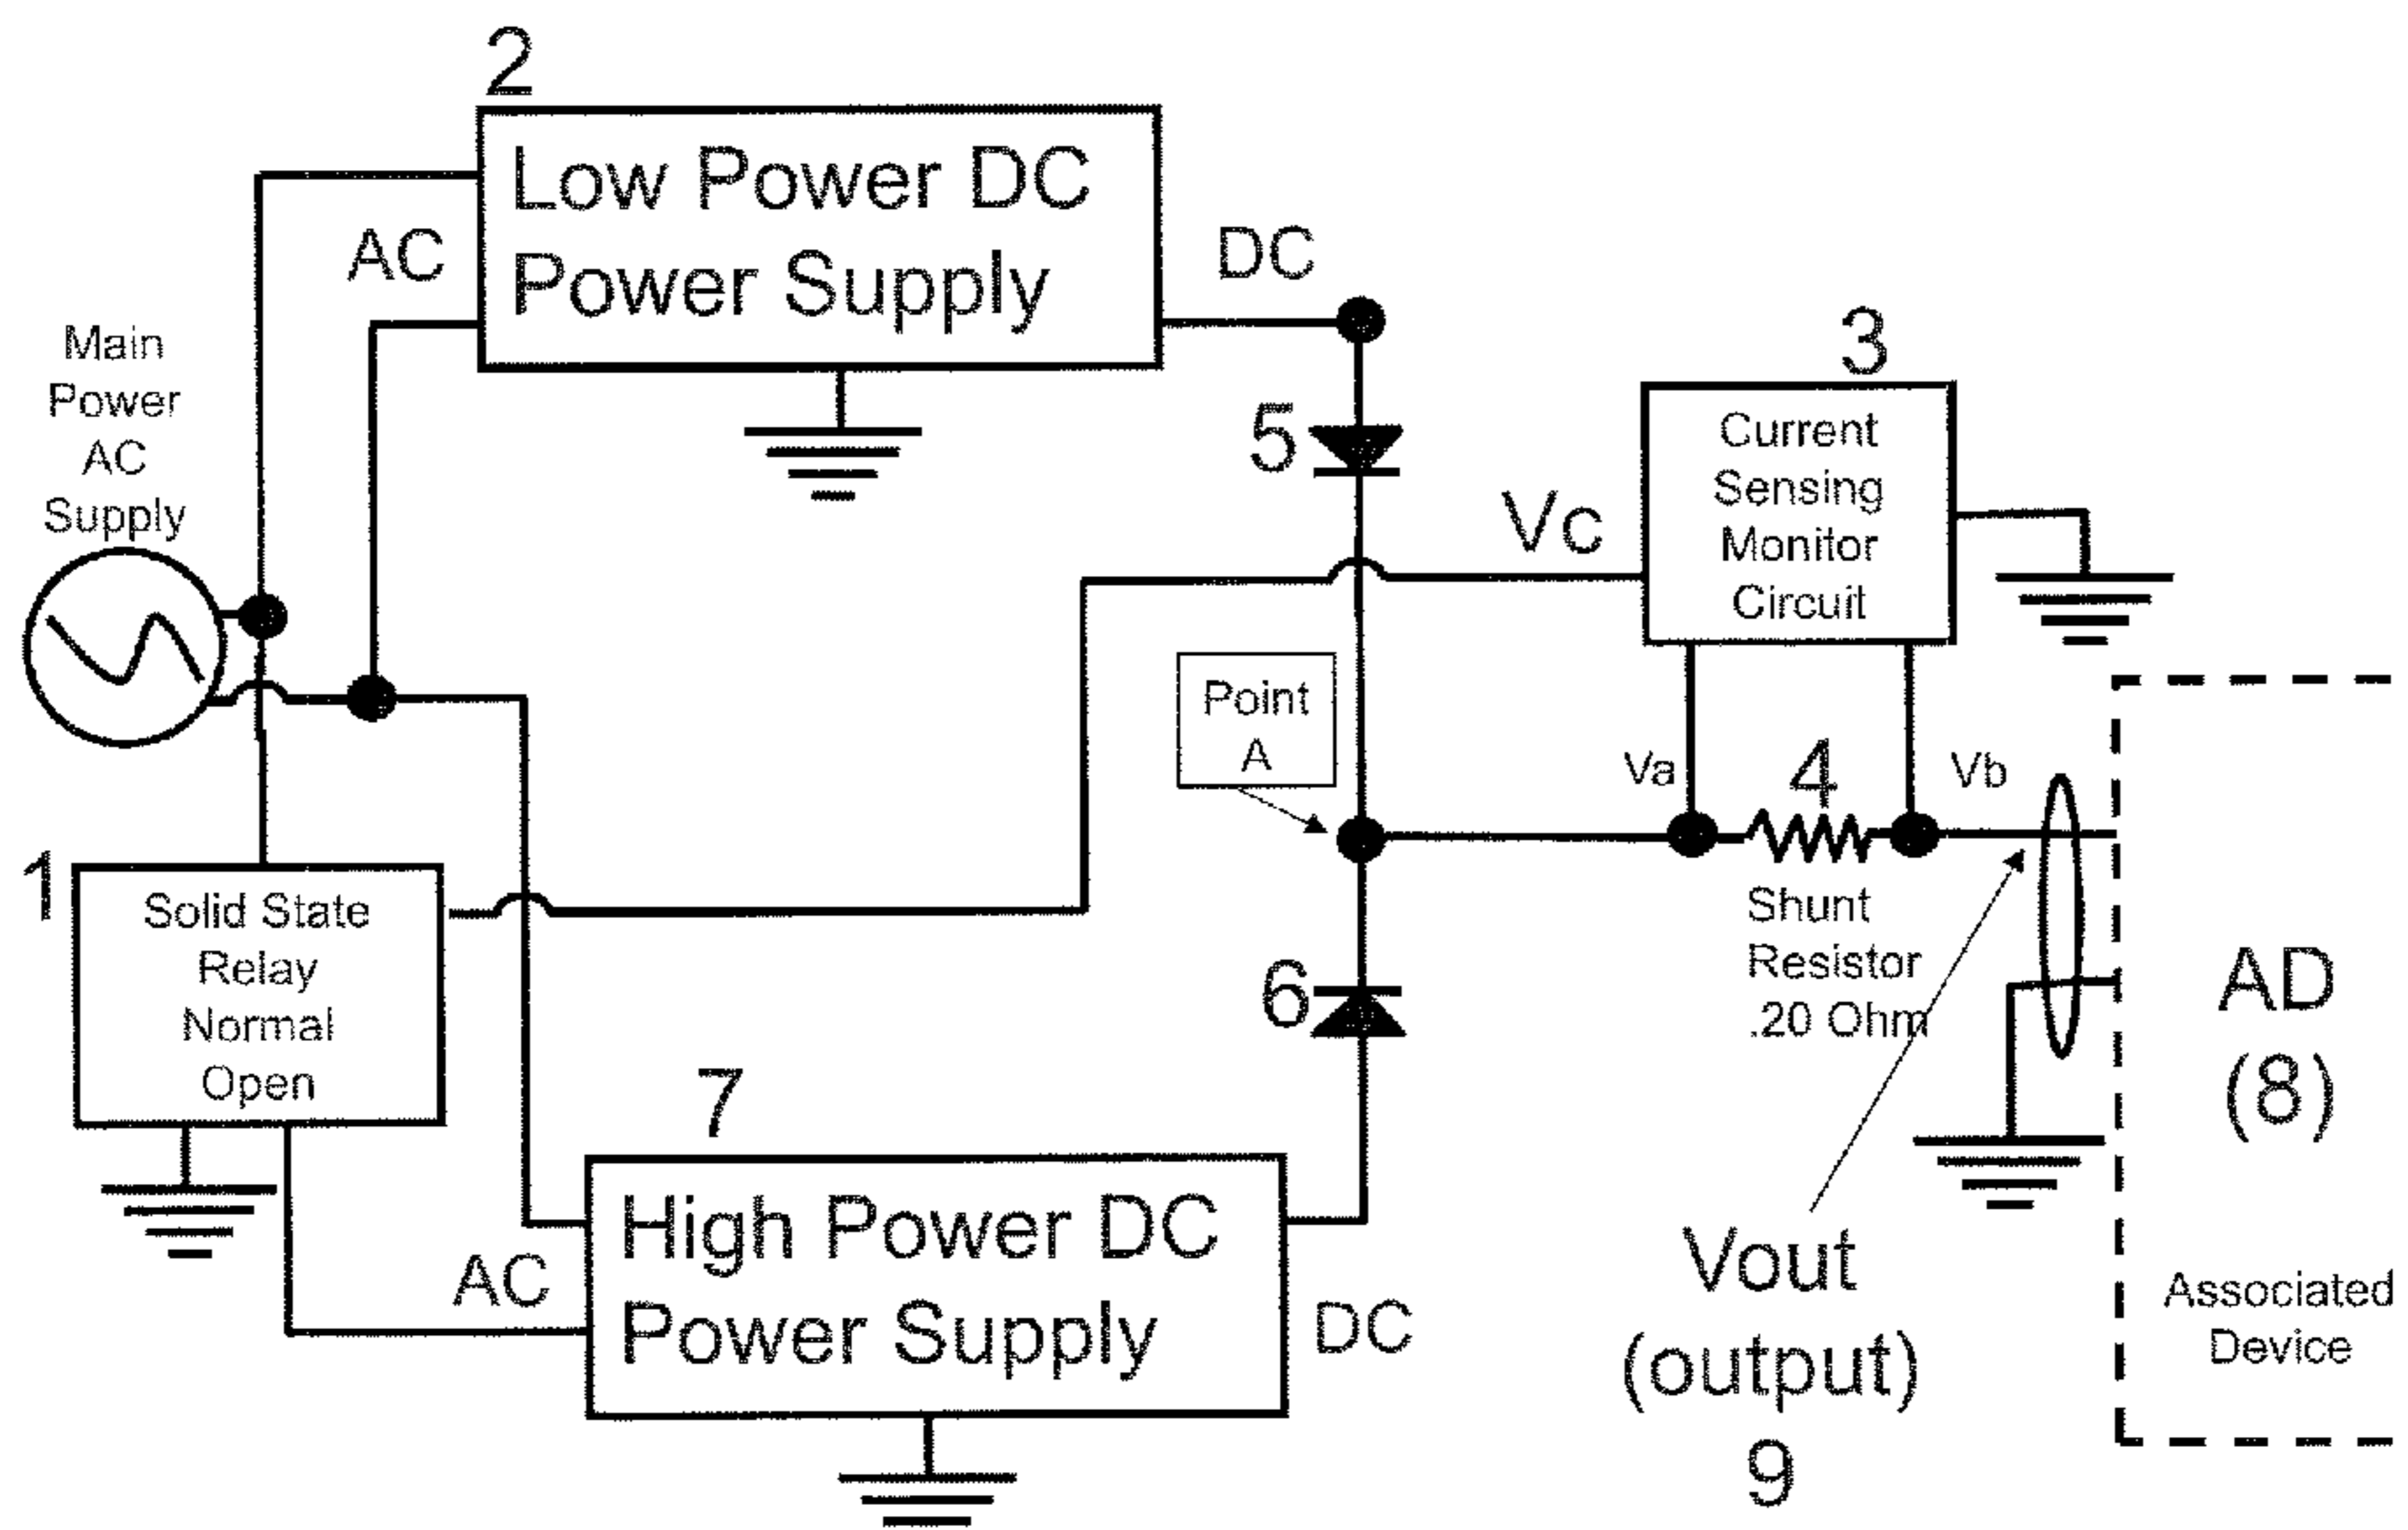 2
Low Power DC
Power Supply
AC
DC
Main
Power
AC
Supply
3
Current
Sensing
Monitor
Circuit
5
Vc
Point
A
Va
4
Vb
Shunt
Resistor
.20 Ohm
1
Solid State
Relay
Normal
Open
6
7
High Power DC
Power Supply
AC
DC
AD
(8)
Associated
Device
Vout
(output)
9